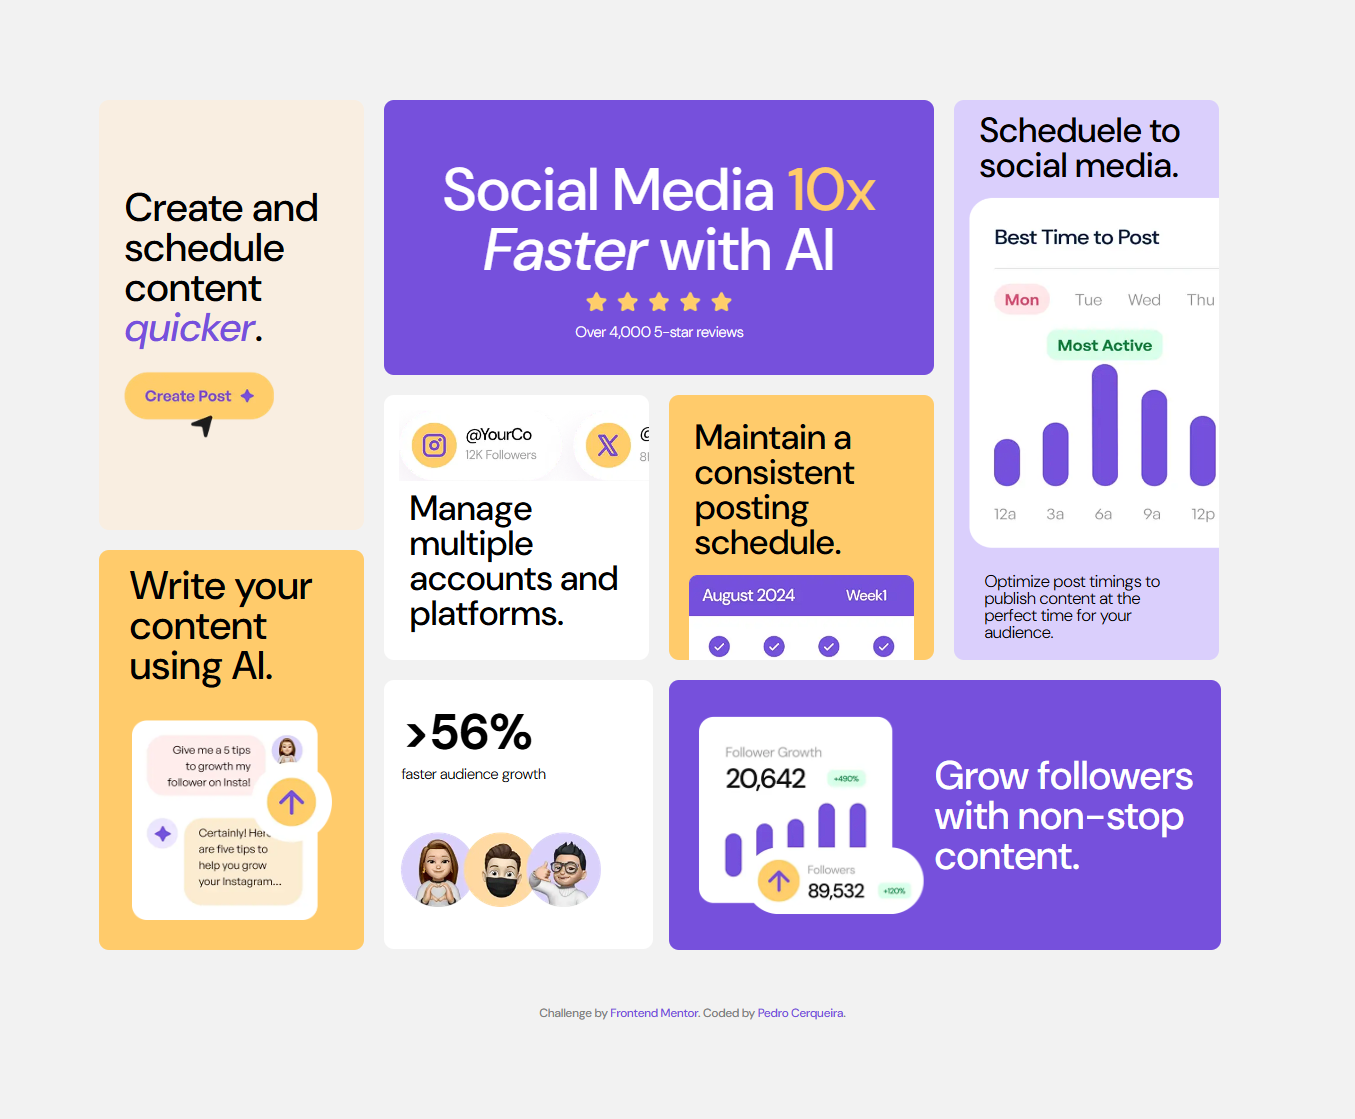 Create and
schedule
content
quicker.
Create Post
Social Media 10x
Faster with AI
Over 4,000 5-star reviews
Scheduele to
social media.
Best Time to Post
Mon Tue Wed Thu
Most Active
12a 3a 6a 9a 12p
Optimize post timings to
publish content at the
perfect time for your
audience.
@YourCo
12K Followers
@
Manage
multiple
accounts and
platforms.
Maintain a
consistent
posting
schedule.
August 2024 Week1
Write your
content
using AI.
Give me a 5 tips
to growth my
follower on Insta!
Certainly! Here
are five tips to
help you grow
your Instagram...
>56%
faster audience growth
Follower Growth
20,642 +490%
Followers
89,532 +120%
Grow followers
with non-stop
content.
Challenge by Frontend Mentor. Coded by Pedro Cerqueira.